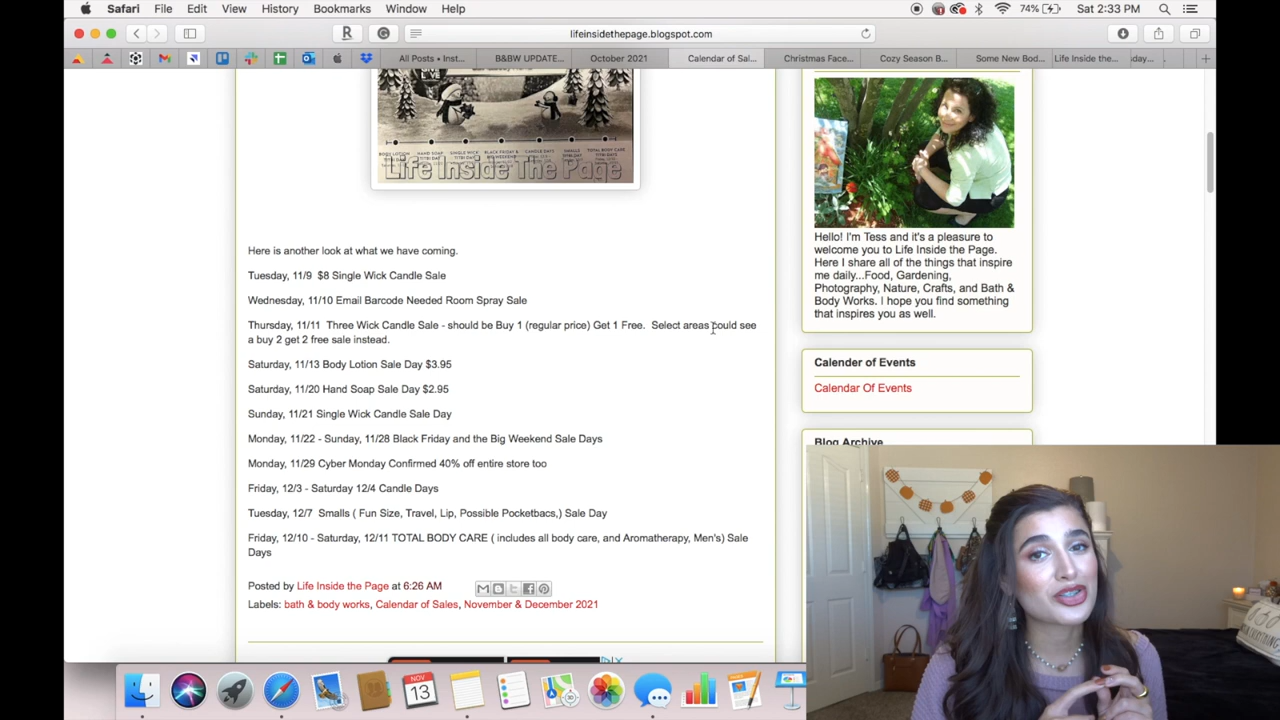 Safari File Edit View History Bookmarks Window Help
74% Sat 2:33 PM
lifeinsidethepage.blogspot.com
All Posts • Inst... B&BW UPDATE... October 2021 Calendar of Sal... Christmas Face... Cozy Season B... Some New Bod... Life Inside the... day...
Life Inside The Page
Here is another look at what we have coming.
Tuesday, 11/9 $8 Single Wick Candle Sale
Wednesday, 11/10 Email Barcode Needed Room Spray Sale
Thursday, 11/11 Three Wick Candle Sale - should be Buy 1 (regular price) Get 1 Free. Select areas could see
a buy 2 get 2 free sale instead.
Saturday, 11/13 Body Lotion Sale Day $3.95
Saturday, 11/20 Hand Soap Sale Day $2.95
Sunday, 11/21 Single Wick Candle Sale Day
Monday, 11/22 - Sunday, 11/28 Black Friday and the Big Weekend Sale Days
Monday, 11/29 Cyber Monday Confirmed 40% off entire store too
Friday, 12/3 - Saturday 12/4 Candle Days
Tuesday, 12/7 Smalls ( Fun Size, Travel, Lip, Possible Pocketbacs,) Sale Day
Friday, 12/10 - Saturday, 12/11 TOTAL BODY CARE ( includes all body care, and Aromatherapy, Men's) Sale
Days
Posted by Life Inside the Page at 6:26 AM
Labels: bath & body works, Calendar of Sales, November & December 2021
Hello! I'm Tess and it's a pleasure to
welcome you to Life Inside the Page.
Here I share all of the things that inspire
me daily...Food, Gardening,
Photography, Nature, Crafts, and Bath &
Body Works. I hope you find something
that inspires you as well.
Calender of Events
Calendar Of Events
Blog Archive
NOV
13